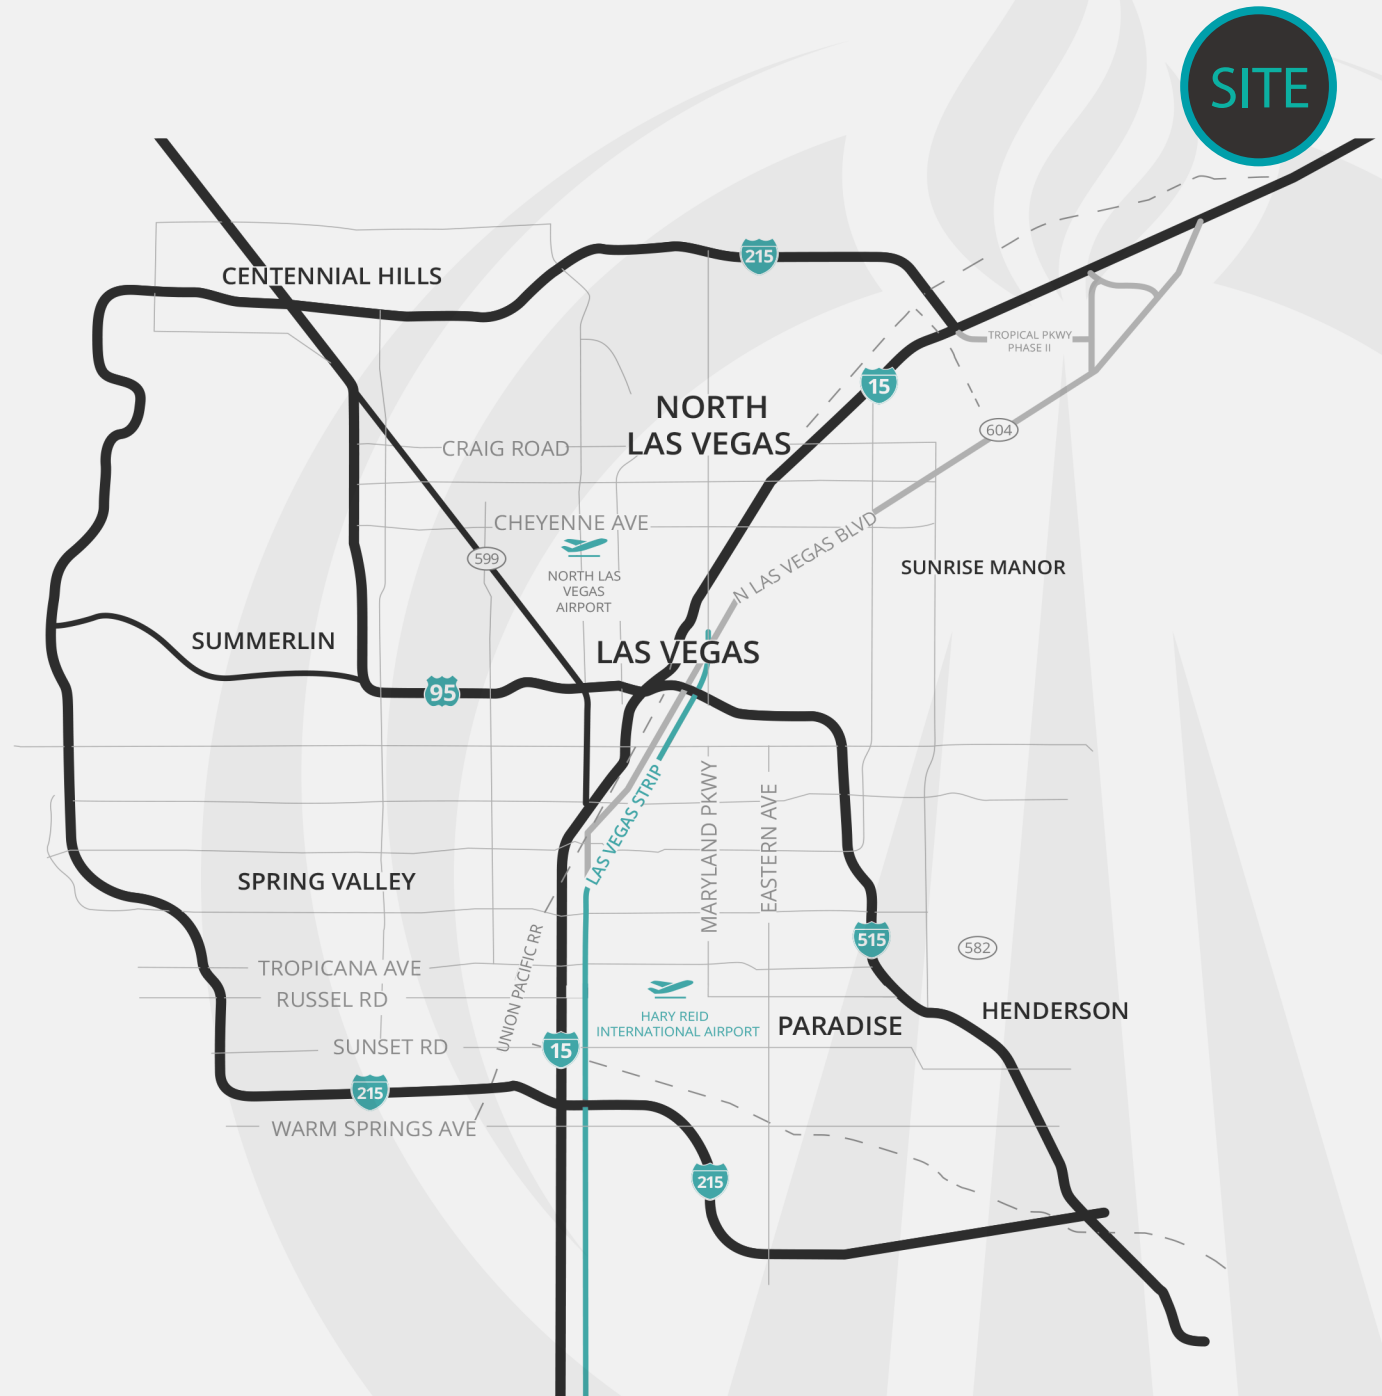 SITE
215
CENTENNIAL HILLS
TROPICAL PKWY
PHASE II
15
NORTH
LAS VEGAS
604
CRAIG ROAD
CHEYENNE AVE
N LAS VEGAS BLVD
599
SUNRISE MANOR
NORTH LAS
VEGAS
AIRPORT
SUMMERLIN
LAS VEGAS
95
LAS VEGAS STRIP
MARYLAND PKWY
EASTERN AVE
SPRING VALLEY
515
582
UNION PACIFIC RR
TROPICANA AVE
RUSSEL RD
HARY REID
INTERNATIONAL AIRPORT
PARADISE
HENDERSON
SUNSET RD
15
215
WARM SPRINGS AVE
215